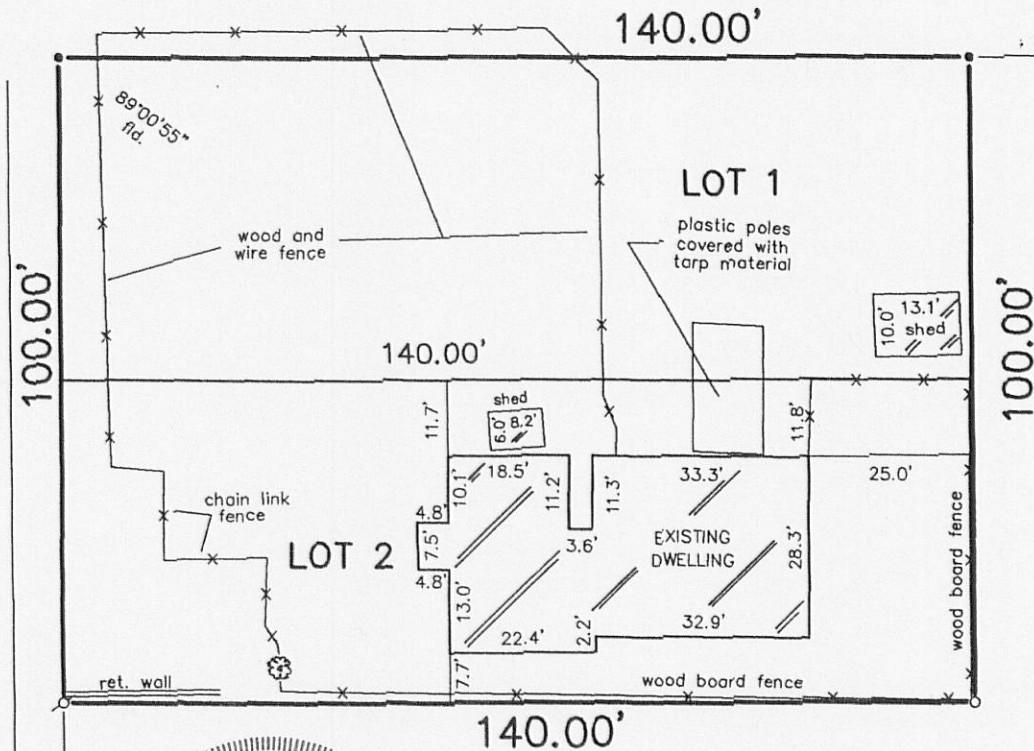 140.00'
89°00'55"
fld.
LOT 1
wood and
wire fence
plastic poles
covered with
tarp material
100.00'
10.0'
13.1'
shed
100.00'
140.00'
11.7'
shed
6.0'
8.2'
11.8'
18.5'
10.1'
11.2'
11.3'
33.3'
25.0'
chain link
fence
4.8'
7.5'
4.8'
LOT 2
3.6'
EXISTING
DWELLING
28.3'
13.0'
22.4'
2.2'
32.9'
wood board fence
ret. wall
7.7'
wood board fence
140.00'